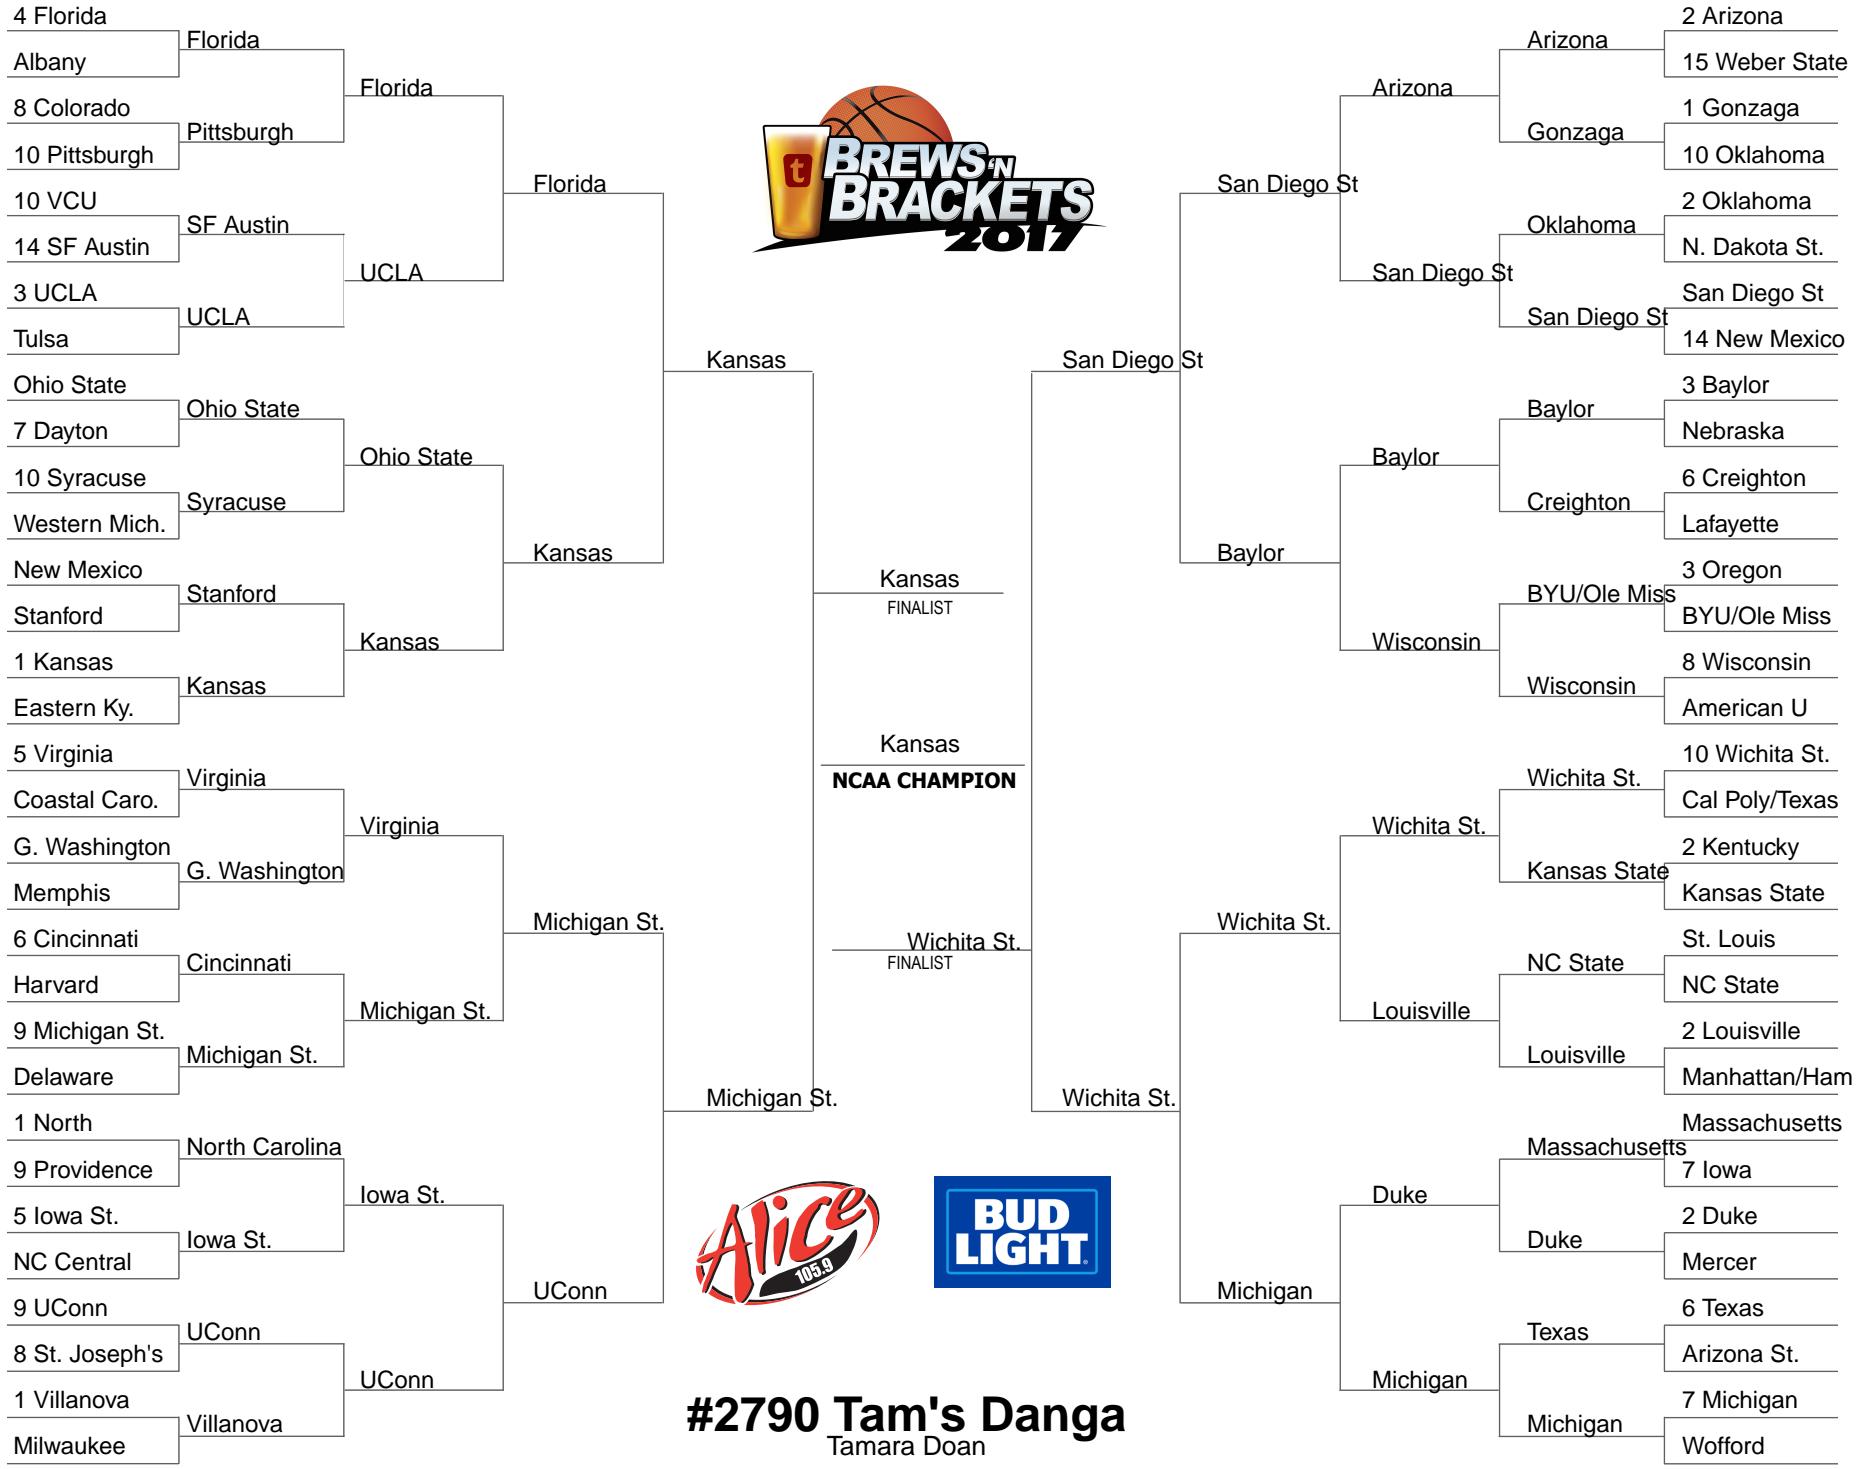 4 Florida
Albany
8 Colorado
10 Pittsburgh
10 VCU
14 SF Austin
3 UCLA
Tulsa
Ohio State
7 Dayton
10 Syracuse
Western Mich.
New Mexico
Stanford
1 Kansas
Eastern Ky.
5 Virginia
Coastal Caro.
G. Washington
Memphis
6 Cincinnati
Harvard
9 Michigan St.
Delaware
1 North
9 Providence
5 Iowa St.
NC Central
9 UConn
8 St. Joseph's
1 Villanova
Milwaukee
Florida
Pittsburgh
SF Austin
UCLA
Ohio State
Syracuse
Stanford
Kansas
Virginia
G. Washington
Cincinnati
Michigan St.
North Carolina
Iowa St.
UConn
Villanova
Florida
UCLA
Ohio State
Kansas
Virginia
Michigan St.
Iowa St.
UConn
Florida
Kansas
Michigan St.
UConn
Kansas
Michigan St.
t
BREWS 'N
BRACKETS
2017
Kansas
FINALIST
Kansas
NCAA CHAMPION
Wichita St.
FINALIST
Alice
105.9
BUD
LIGHT
#2790 Tam's Danga
Tamara Doan
San Diego St
Wichita St.
San Diego St
Baylor
Wichita St.
Michigan
Arizona
San Diego St
Baylor
Wisconsin
Wichita St.
Louisville
Duke
Michigan
Arizona
Gonzaga
Oklahoma
San Diego St
Baylor
Creighton
BYU/Ole Miss
Wisconsin
Wichita St.
Kansas State
NC State
Louisville
Massachusetts
Duke
Texas
Michigan
2 Arizona
15 Weber State
1 Gonzaga
10 Oklahoma
2 Oklahoma
N. Dakota St.
San Diego St
14 New Mexico
3 Baylor
Nebraska
6 Creighton
Lafayette
3 Oregon
BYU/Ole Miss
8 Wisconsin
American U
10 Wichita St.
Cal Poly/Texas
2 Kentucky
Kansas State
St. Louis
NC State
2 Louisville
Manhattan/Ham
Massachusetts
7 Iowa
2 Duke
Mercer
6 Texas
Arizona St.
7 Michigan
Wofford